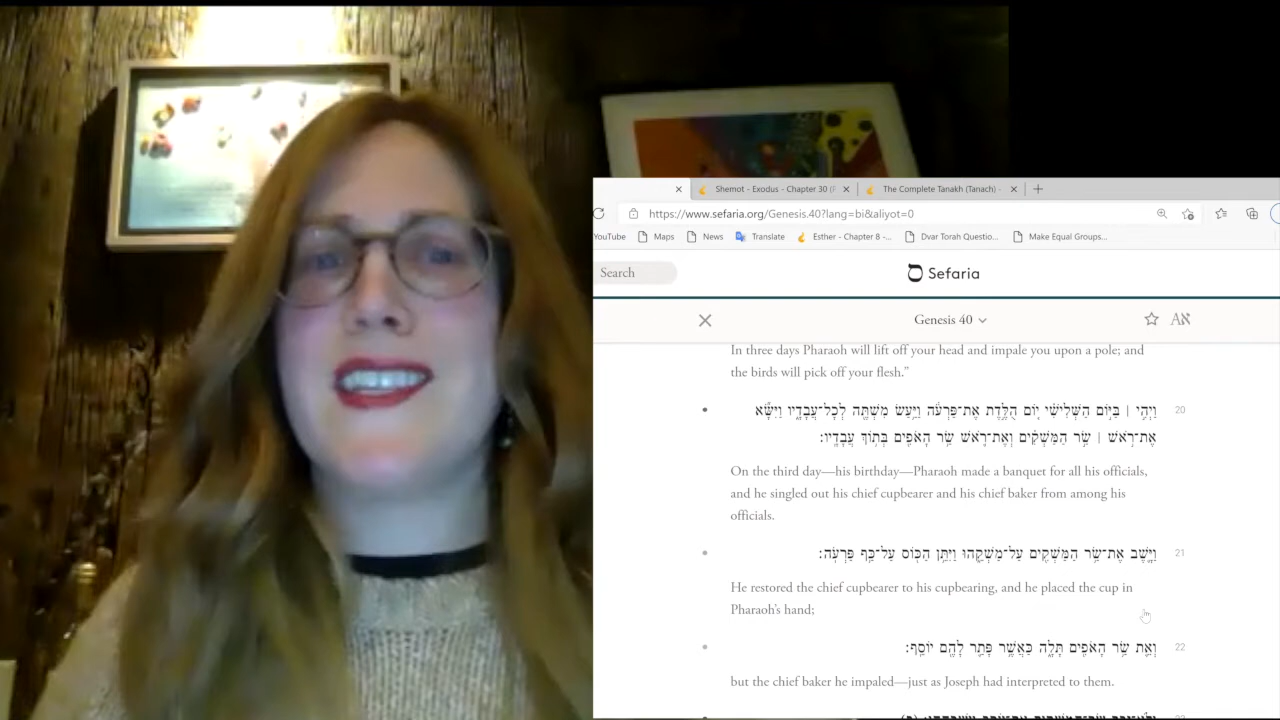 Shemot - Exodus - Chapter 30 (
The Complete Tanakh (Tanach) -
https://www.sefaria.org/Genesis.40?lang=bi&aliyot=0
YouTube Maps News Translate Esther - Chapter 8 -... Dvar Torah Questio... Make Equal Groups...
Search
Sefaria
Genesis 40
Aא
In three days Pharaoh will lift off your head and impale you upon a pole; and
the birds will pick off your flesh.”
וַיְהִ֣י ׀ בַּיּ֣וֹם הַשְּׁלִישִׁ֗י י֚וֹם הֻלֶּ֣דֶת אֶת־פַּרְעֹ֔ה וַיַּ֥עַשׂ מִשְׁתֶּ֖ה לְכׇל־עֲבָדָ֑יו וַיִּשָּׂ֞א
20
אֶת־רֹ֣אשׁ ׀ שַׂ֣ר הַמַּשְׁקִ֗ים וְאֶת־רֹ֛אשׁ שַׂ֥ר הָאֹפִ֖ים בְּת֥וֹךְ עֲבָדָֽיו׃
On the third day—his birthday—Pharaoh made a banquet for all his officials,
and he singled out his chief cupbearer and his chief baker from among his
officials.
וַיָּ֛שֶׁב אֶת־שַׂ֥ר הַמַּשְׁקִ֖ים עַל־מַשְׁקֵ֑הוּ וַיִּתֵּ֥ן הַכּ֖וֹס עַל־כַּ֥ף פַּרְעֹֽה׃
21
He restored the chief cupbearer to his cupbearing, and he placed the cup in
Pharaoh’s hand;
וְאֵ֛ת שַׂ֥ר הָאֹפִ֖ים תָּלָ֑ה כַּאֲשֶׁ֥ר פָּתַ֛ר לָהֶ֖ם יוֹסֵֽף׃
22
but the chief baker he impaled—just as Joseph had interpreted to them.